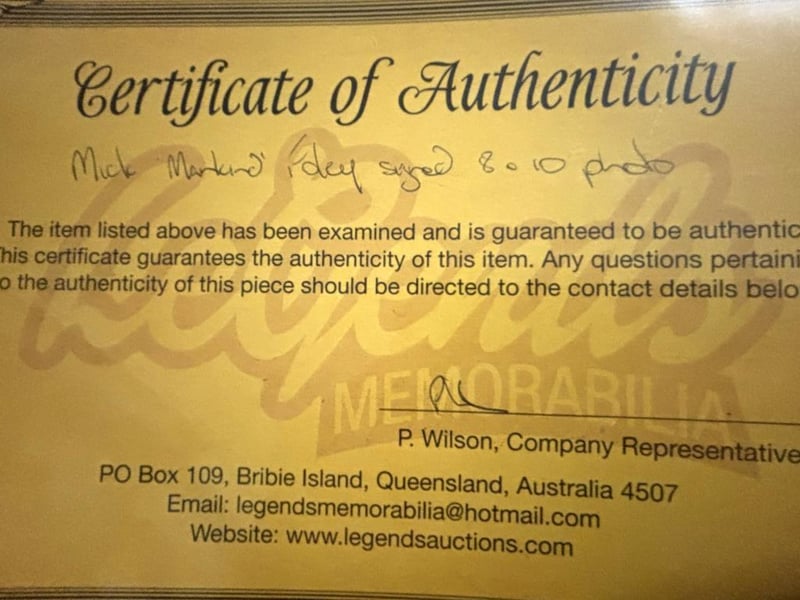 Certificate of Authenticity
Mick 'Mankind' Foley signed 8 x 10 photo
The item listed above has been examined and is guaranteed to be authentic
his certificate guarantees the authenticity of this item. Any questions pertaini
o the authenticity of this piece should be directed to the contact details belo
Legends
MEMORABILIA
P. Wilson, Company Representative
PO Box 109, Bribie Island, Queensland, Australia 4507
Email: legendsmemorabilia@hotmail.com
Website: www.legendsauctions.com